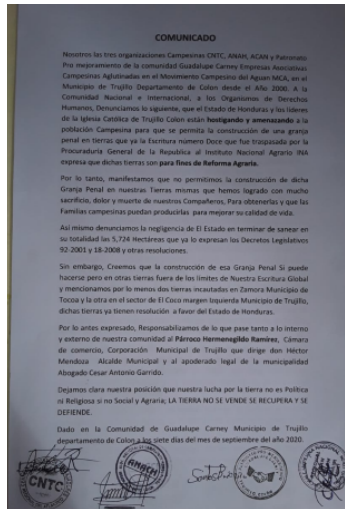 COMUNICADO
Nosotros las tres organizaciones Campesinas CNTC, ANAH, ACAN y Patronato
Pro mejoramiento de la comunidad Guadalupe Carney Empresas Asociativas
Campesinas Aglutinadas en el Movimiento Campesino del Aguan MCA, en el
Municipio de Trujillo Departamento de Colon desde el Año 2000. A la
Comunidad Nacional e Internacional, a los Organismos de Derechos
Humanos, Denunciamos lo siguiente, que el Estado de Honduras y los lideres
de la Iglesia Católica de Trujillo Colon están hostigando y amenazando a la
población Campesina para que se permita la construcción de una granja
penal en tierras que ya la Escritura número Doce que fue traspasada por la
Procuraduría General de la Republica al Instituto Nacional Agrario INA
expresa que dichas tierras son para fines de Reforma Agraria.
Por lo tanto, manifestamos que no permitimos la construcción de dicha
Granja Penal en nuestras Tierras mismas que hemos logrado con mucho
sacrificio, dolor y muerte de nuestros Compañeros, Para obtenerlas y que las
Familias campesinas puedan producirlas para mejorar su calidad de vida.
Así mismo denunciamos la negligencia de El Estado en terminar de sanear en
su totalidad las 5,724 Hectáreas que ya lo expresan los Decretos Legislativos
92-2001 y 18-2008 y otras resoluciones.
Sin embargo, Creemos que la construcción de esa Granja Penal Si puede
hacerse pero en otras tierras fuera de los limites de Nuestra Escritura Global
y mencionamos por lo menos dos tierras incautadas en Zamora Municipio de
Tocoa y la otra en el sector de El Coco margen Izquierda Municipio de Trujillo,
dichas tierras ya tienen resolución a favor del Estado de Honduras.
Por lo antes expresado, Responsabilizamos de lo que pase tanto a lo interno
y externo de nuestra comunidad al Párroco Hermenegildo Ramírez, Cámara
de comercio, Corporación Municipal de Trujillo que dirige don Héctor
Mendoza Alcalde Municipal y al apoderado legal de la municipalidad
Abogado Cesar Antonio Garrido.
Dejamos clara nuestra posición que nuestra lucha por la tierra no es Política
ni Religiosa si no Social y Agraria; LA TIERRA NO SE VENDE SE RECUPERA Y SE
DEFIENDE.
Dado en la Comunidad de Guadalupe Carney Municipio de Trujillo
departamento de Colon a los siete días del mes de septiembre del año 2020.
CNTC
ANACH